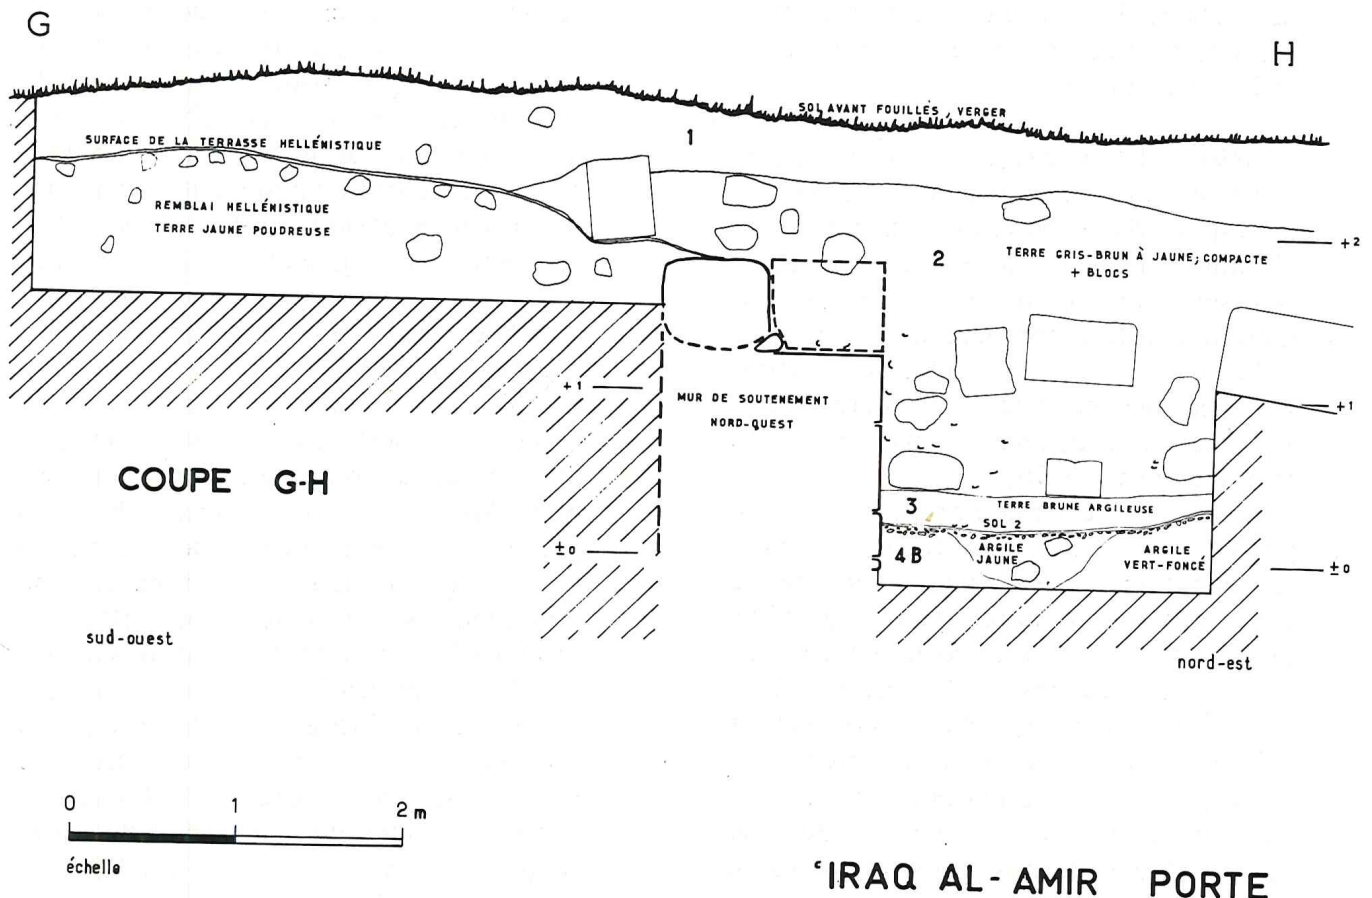 G
H
SOL AVANT FOUILLES, VERGER
1
SURFACE DE LA TERRASSE HELLÉNISTIQUE
REMBLAI HELLÉNISTIQUE
TERRE JAUNE POUDREUSE
2
TERRE GRIS-BRUN À JAUNE; COMPACTE
+ BLOCS
+2
+1
MUR DE SOUTENEMENT
NORD-OUEST
+1
COUPE G-H
3
TERRE BRUNE ARGILEUSE
SOL 2
4B
ARGILE
JAUNE
ARGILE
VERT-FONCÉ
±0
±0
sud-ouest
nord-est
0 1 2 m
échelle
ʿIRAQ AL-AMIR PORTE